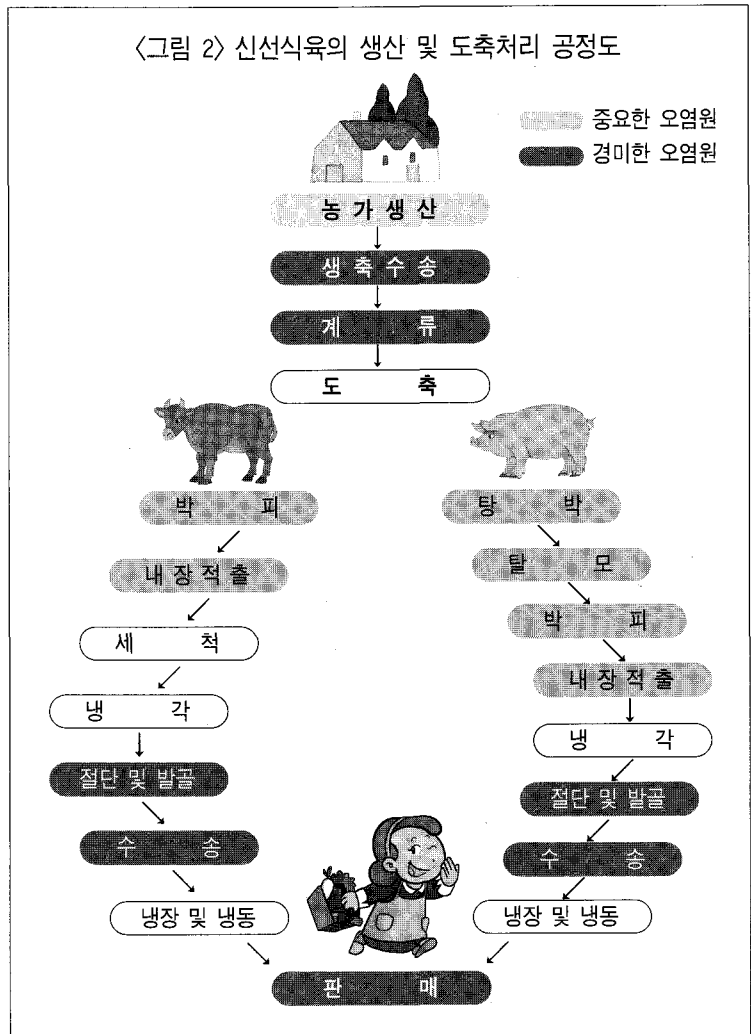 〈그림 2〉 신선식육의 생산 및 도축처리 공정도
중요한 오염원
경미한 오염원
농 가 생 산
생 축 수 송
계 류
도 축
박 피
내 장 적 출
세 척
냉 각
절단 및 발골
수 송
냉장 및 냉동
탕 박
탈 모
박 피
내 장 적 출
냉 각
절단 및 발골
수 송
냉장 및 냉동
판 매